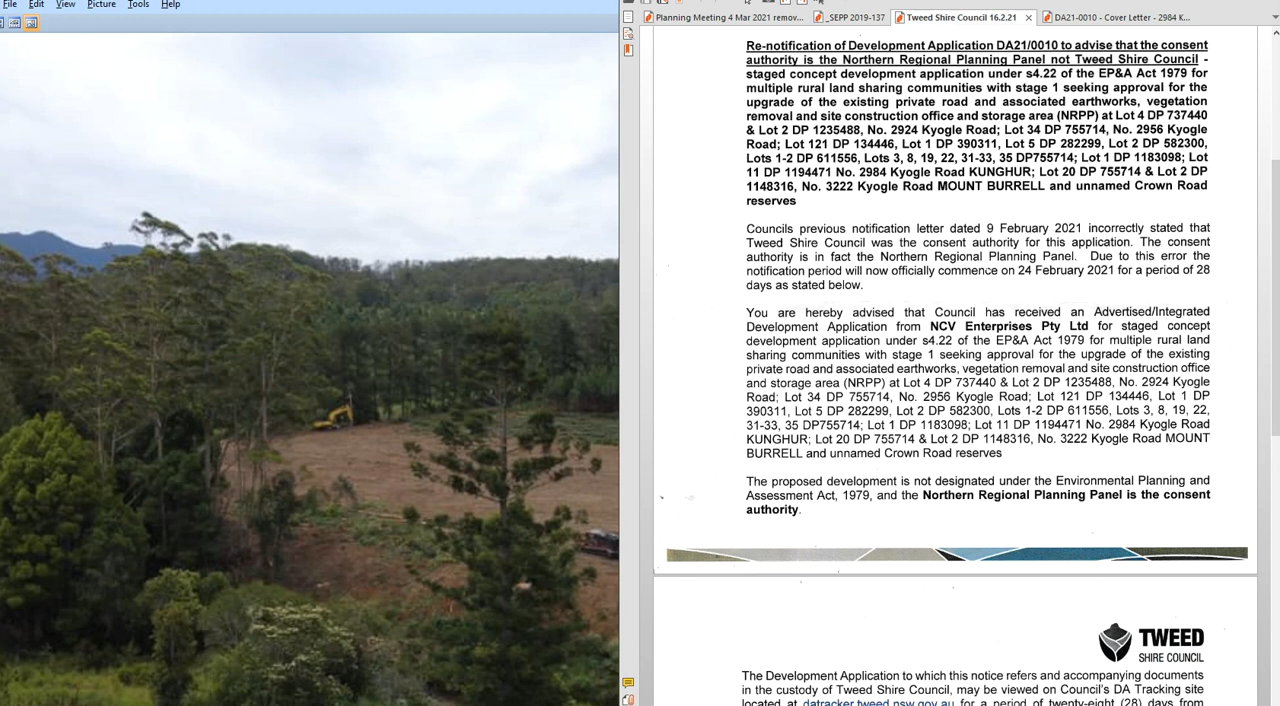 File Edit View Picture Tools Help
Planning Meeting 4 Mar 2021 remov... _SEPP 2019-137 Tweed Shire Council 16.2.21 × DA21-0010 - Cover Letter - 2984 K...
Re-notification of Development Application DA21/0010 to advise that the consent
authority is the Northern Regional Planning Panel not Tweed Shire Council -
staged concept development application under s4.22 of the EP&A Act 1979 for
multiple rural land sharing communities with stage 1 seeking approval for the
upgrade of the existing private road and associated earthworks, vegetation
removal and site construction office and storage area (NRPP) at Lot 4 DP 737440
& Lot 2 DP 1235488, No. 2924 Kyogle Road; Lot 34 DP 755714, No. 2956 Kyogle
Road; Lot 121 DP 134446, Lot 1 DP 390311, Lot 5 DP 282299, Lot 2 DP 582300,
Lots 1-2 DP 611556, Lots 3, 8, 19, 22, 31-33, 35 DP755714; Lot 1 DP 1183098; Lot
11 DP 1194471 No. 2984 Kyogle Road KUNGHUR; Lot 20 DP 755714 & Lot 2 DP
1148316, No. 3222 Kyogle Road MOUNT BURRELL and unnamed Crown Road
reserves
Councils previous notification letter dated 9 February 2021 incorrectly stated that
Tweed Shire Council was the consent authority for this application. The consent
authority is in fact the Northern Regional Planning Panel. Due to this error the
notification period will now officially commence on 24 February 2021 for a period of 28
days as stated below.
You are hereby advised that Council has received an Advertised/Integrated
Development Application from NCV Enterprises Pty Ltd for staged concept
development application under s4.22 of the EP&A Act 1979 for multiple rural land
sharing communities with stage 1 seeking approval for the upgrade of the existing
private road and associated earthworks, vegetation removal and site construction office
and storage area (NRPP) at Lot 4 DP 737440 & Lot 2 DP 1235488, No. 2924 Kyogle
Road; Lot 34 DP 755714, No. 2956 Kyogle Road; Lot 121 DP 134446, Lot 1 DP
390311, Lot 5 DP 282299, Lot 2 DP 582300, Lots 1-2 DP 611556, Lots 3, 8, 19, 22,
31-33, 35 DP755714; Lot 1 DP 1183098; Lot 11 DP 1194471 No. 2984 Kyogle Road
KUNGHUR; Lot 20 DP 755714 & Lot 2 DP 1148316, No. 3222 Kyogle Road MOUNT
BURRELL and unnamed Crown Road reserves
The proposed development is not designated under the Environmental Planning and
Assessment Act, 1979, and the Northern Regional Planning Panel is the consent
authority.
TWEED
SHIRE COUNCIL
The Development Application to which this notice refers and accompanying documents
in the custody of Tweed Shire Council, may be viewed on Council's DA Tracking site
located at datracker.tweed.nsw.gov.au for a period of twenty-eight (28) days from